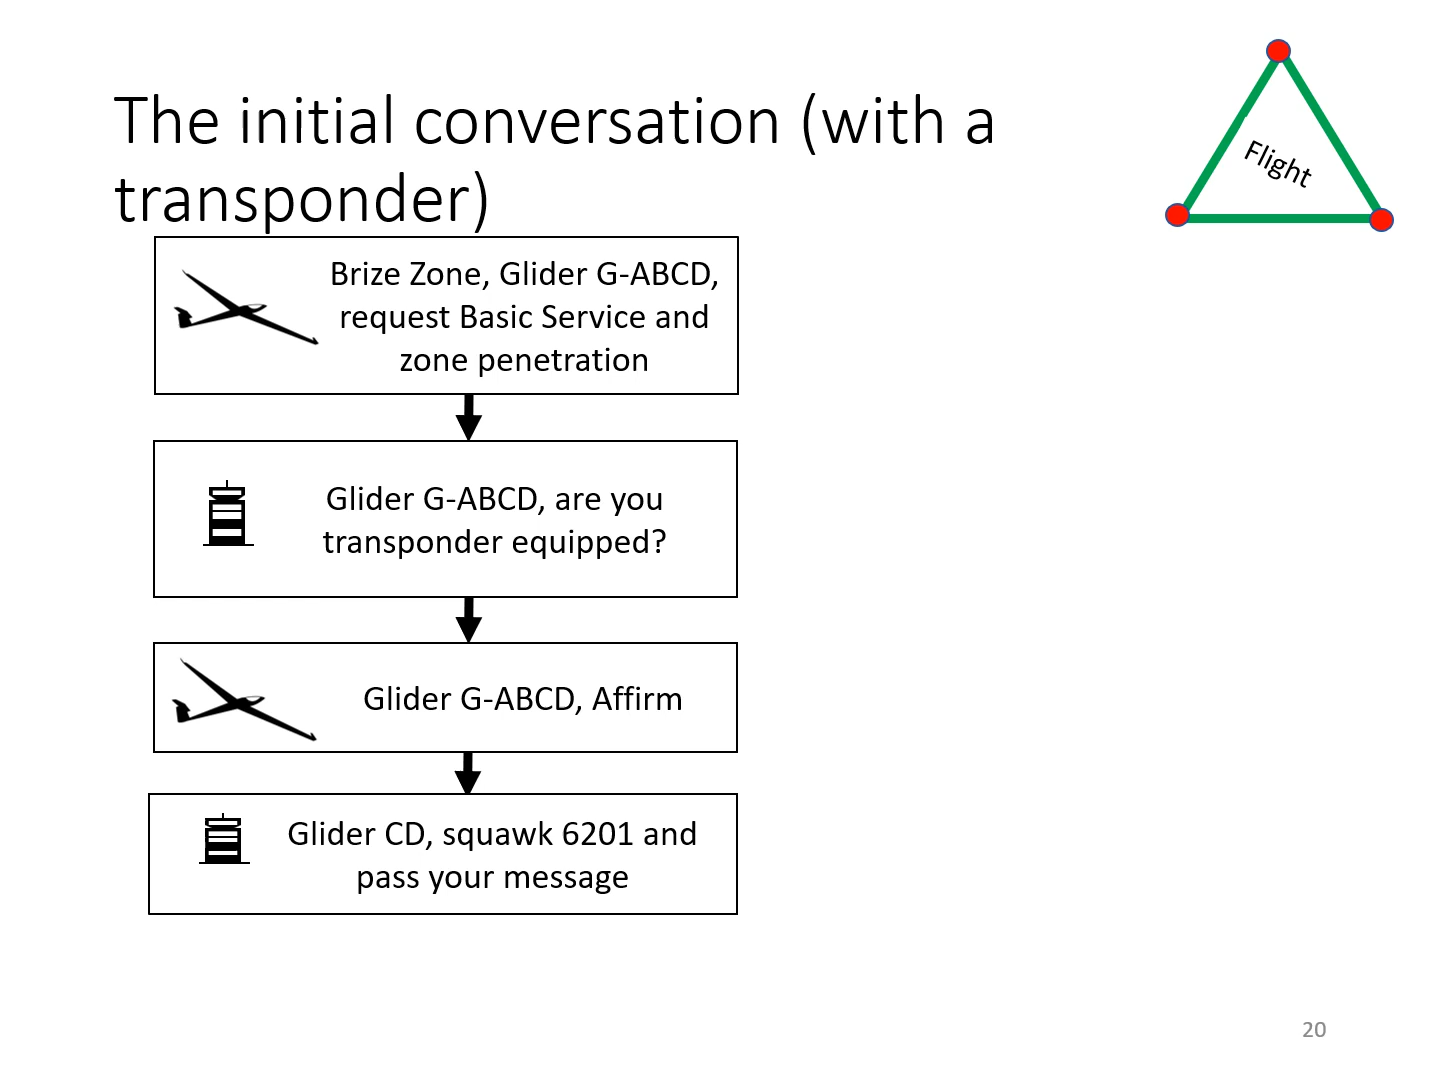 The initial conversation (with a
transponder)
Flight
Brize Zone, Glider G-ABCD,
request Basic Service and
zone penetration
Glider G-ABCD, are you
transponder equipped?
Glider G-ABCD, Affirm
Glider CD, squawk 6201 and
pass your message
20